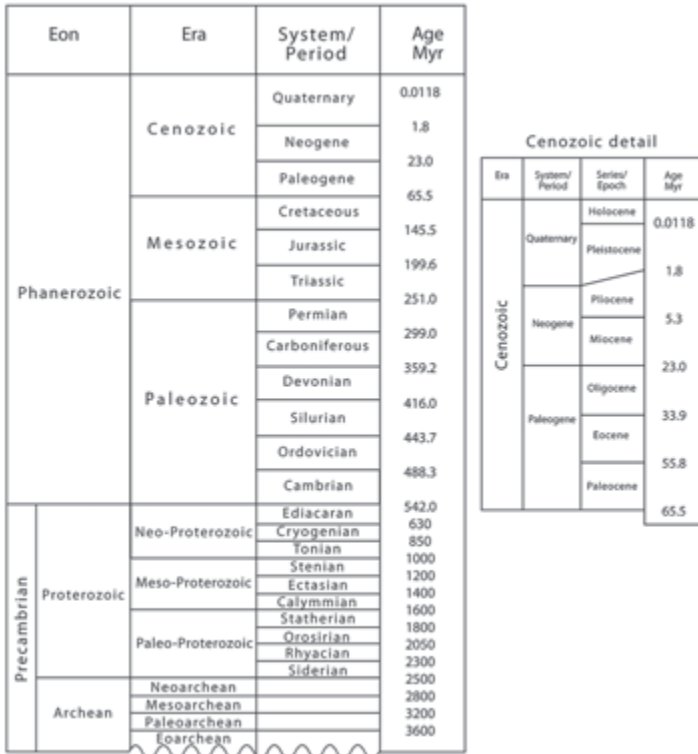 Eon Era System/ Age
Period Myr
Quaternary 0.0118
Cenozoic 1.8
Neogene
23.0
Paleogene
65.5
Cretaceous
145.5
Mesozoic Jurassic
199.6
Triassic
251.0
Phanerozoic
Permian
299.0
Carboniferous
359.2
Devonian
Paleozoic 416.0
Silurian
443.7
Ordovician
488.3
Cambrian
542.0
Ediacaran
630
Neo-Proterozoic Cryogenian
850
Tonian
1000
Stenian
1200
Meso-Proterozoic Ectasian
1400
Calymmian
1600
Precambrian Proterozoic
Statherian
1800
Paleo-Proterozoic Orosirian
2050
Rhyacian
2300
Siderian
2500
Neoarchean
2800
Archean Mesoarchean
3200
Paleoarchean
3600
Eoarchean
Cenozoic detail
Era System/ Series/ Age
Period Epoch Myr
Holocene
0.0118
Quaternary Pleistocene
1.8
Pliocene
5.3
Cenozoic Neogene
Miocene
23.0
Oligocene
33.9
Paleogene
Eocene
55.8
Paleocene
65.5